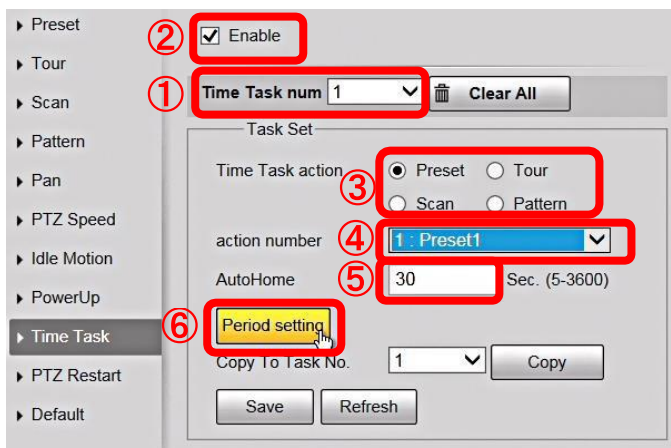 Preset
Tour
Scan
Pattern
Pan
PTZ Speed
Idle Motion
PowerUp
Time Task
PTZ Restart
Default
② Enable
① Time Task num 1 Clear All
Task Set
Time Task action ③ Preset Tour
Scan Pattern
action number ④ 1 : Preset1
AutoHome ⑤ 30 Sec. (5-3600)
⑥ Period setting
Copy To Task No. 1 Copy
Save Refresh